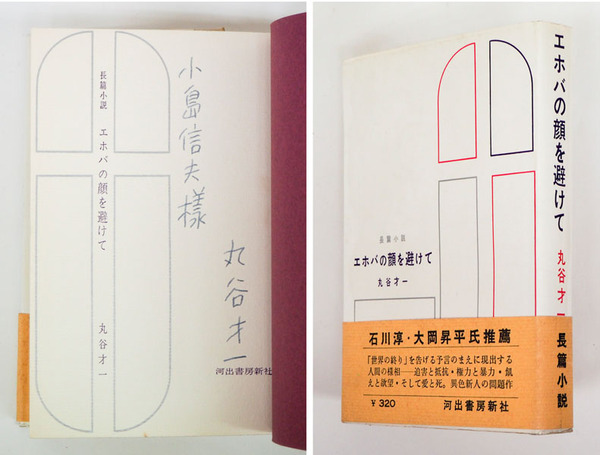 長篇小説 エホバの顔を避けて 丸谷才一
小島信夫様
丸谷才一
河出書房新社
長篇小説
エホバの顔を避けて
丸谷才一
石川淳・大岡昇平氏推薦
「世界の終り」を告げる予言のまえに現出する
人間の様相——迫害と抵抗・権力と暴力・飢
えと欲望・そして愛と死。異色新人の問題作
¥ 320 河出書房新社
エホバの顔を避けて 丸谷才一 長篇小説